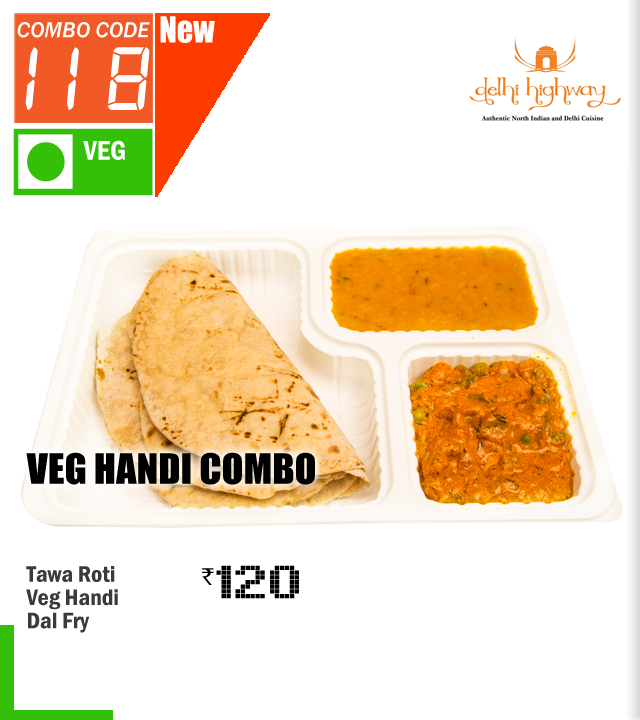 COMBO CODE
New
118
VEG
delhi highway
Authentic North Indian and Delhi Cuisine
VEG HANDI COMBO
Tawa Roti
₹120
Veg Handi
Dal Fry